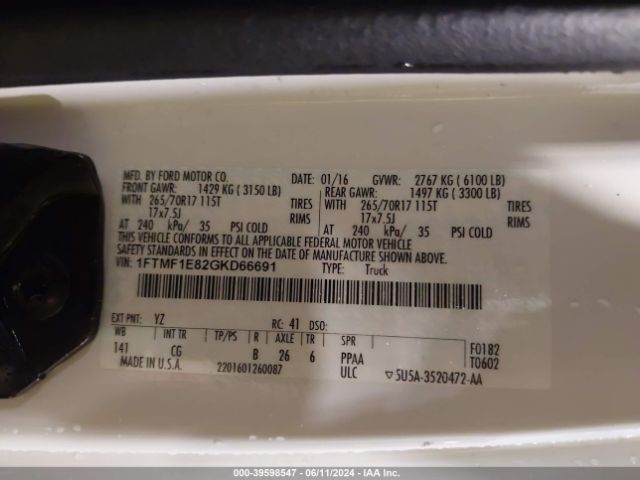 MFD. BY FORD MOTOR CO. DATE: 01/16 GVWR: 2767 KG ( 6100 LB)
FRONT GAWR: 1429 KG ( 3150 LB) REAR GAWR: 1497 KG ( 3300 LB)
WITH 265/70R17 115T TIRES WITH 265/70R17 115T TIRES
17x7.5J RIMS 17x7.5J RIMS
AT 240 kPa/ 35 PSI COLD AT 240 kPa/ 35 PSI COLD
THIS VEHICLE CONFORMS TO ALL APPLICABLE FEDERAL MOTOR VEHICLE
SAFETY STANDARDS IN EFFECT ON THE DATE OF MANUFACTURE SHOWN ABOVE.
VIN: 1FTMF1E82GKD66691 TYPE: Truck
EXT PNT: YZ RC: 41 DSO:
WB INT TR TP/PS R AXLE TR SPR F0182
141 CG B 26 6 PPAA T0602
MADE IN U.S.A. 2201601260087 ULC ▽5U5A-3520472-AA
000-39598547 - 06/11/2024 - IAAI.COM